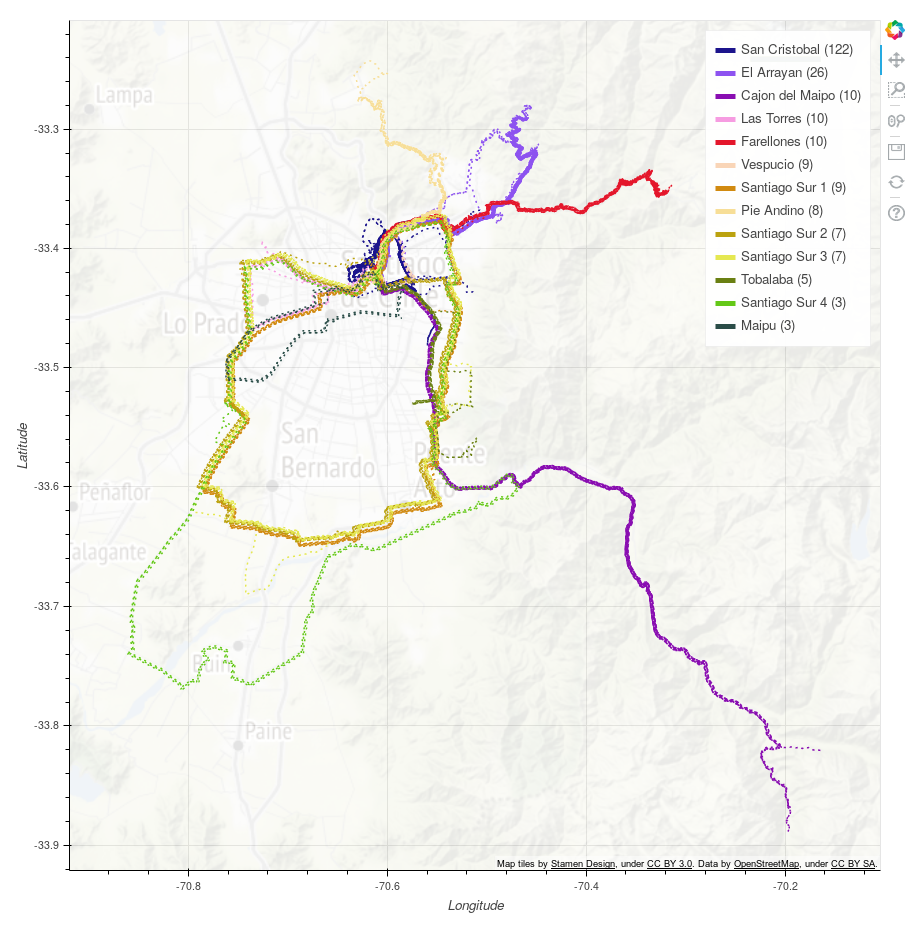 San Cristobal (122)
El Arrayan (26)
Cajon del Maipo (10)
Las Torres (10)
Farellones (10)
Vespucio (9)
Santiago Sur 1 (9)
Pie Andino (8)
Santiago Sur 2 (7)
Santiago Sur 3 (7)
Tobalaba (5)
Santiago Sur 4 (3)
Maipu (3)
Lampa
-33.3
-33.4
Santiago
de Chile
Lo Prado
-33.5
Latitude
San
Bernardo
Puente
Alto
-33.6
Peñaflor
Talagante
-33.7
Buin
Paine
-33.8
-33.9
Map tiles by Stamen Design, under CC BY 3.0. Data by OpenStreetMap, under CC BY SA.
-70.8
-70.6
-70.4
-70.2
Longitude